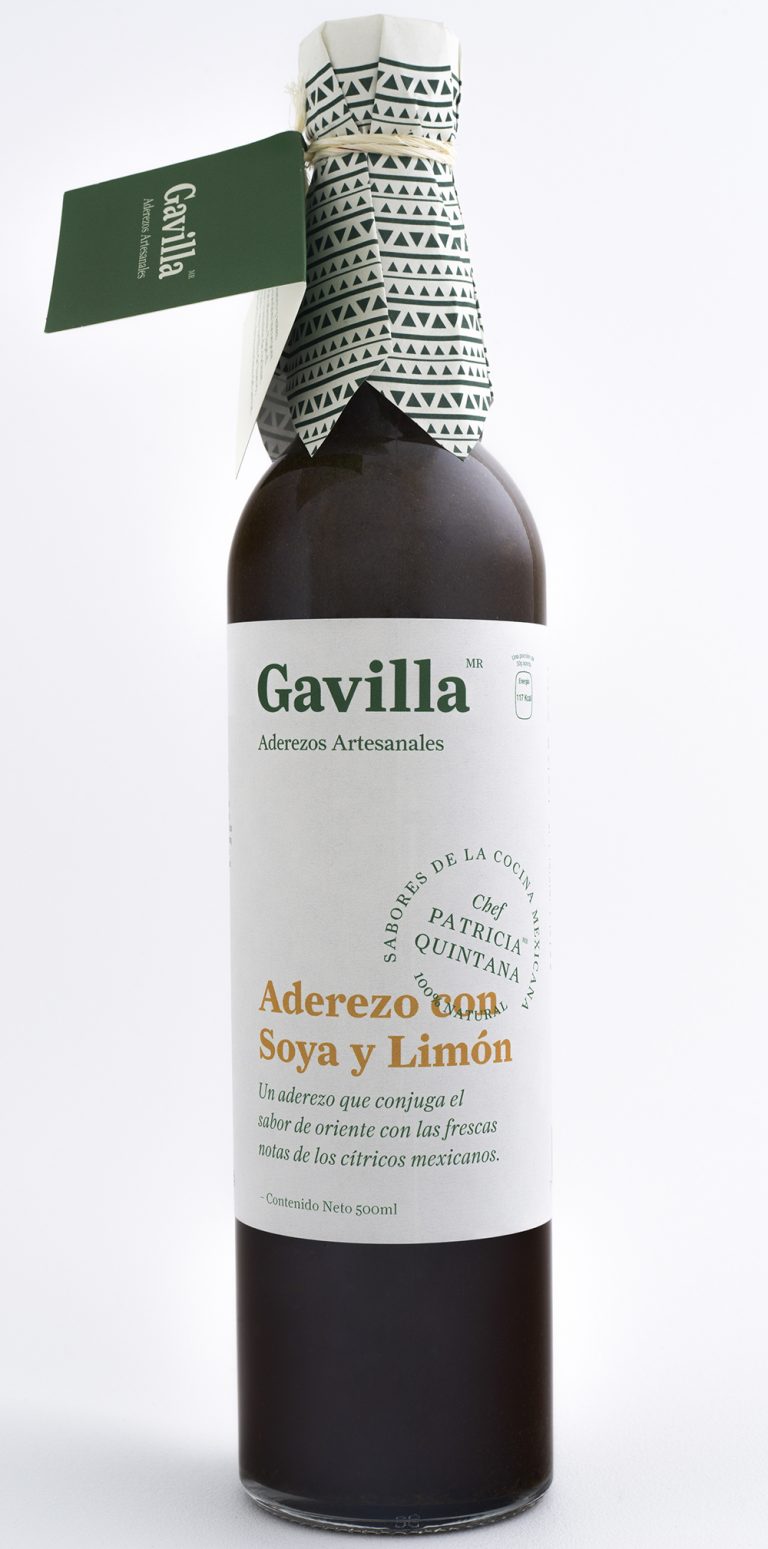 Gavilla MR
Aderezos Artesanales
Gavilla MR
Aderezos Artesanales
Energía
117 Kcal
SABORES DE LA COCINA MEXICANA
Chef
PATRICIA MR
QUINTANA
100% NATURAL
Aderezo con
Soya y Limón
Un aderezo que conjuga el
sabor de oriente con las frescas
notas de los cítricos mexicanos.
- Contenido Neto 500ml